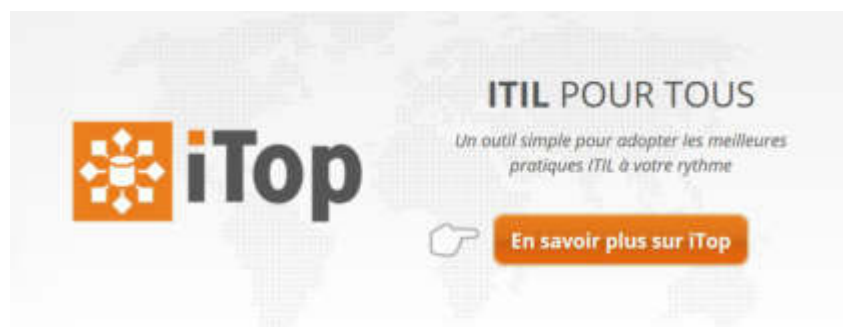 iTop
ITIL POUR TOUS
Un outil simple pour adopter les meilleures
pratiques ITIL à votre rythme
En savoir plus sur iTop